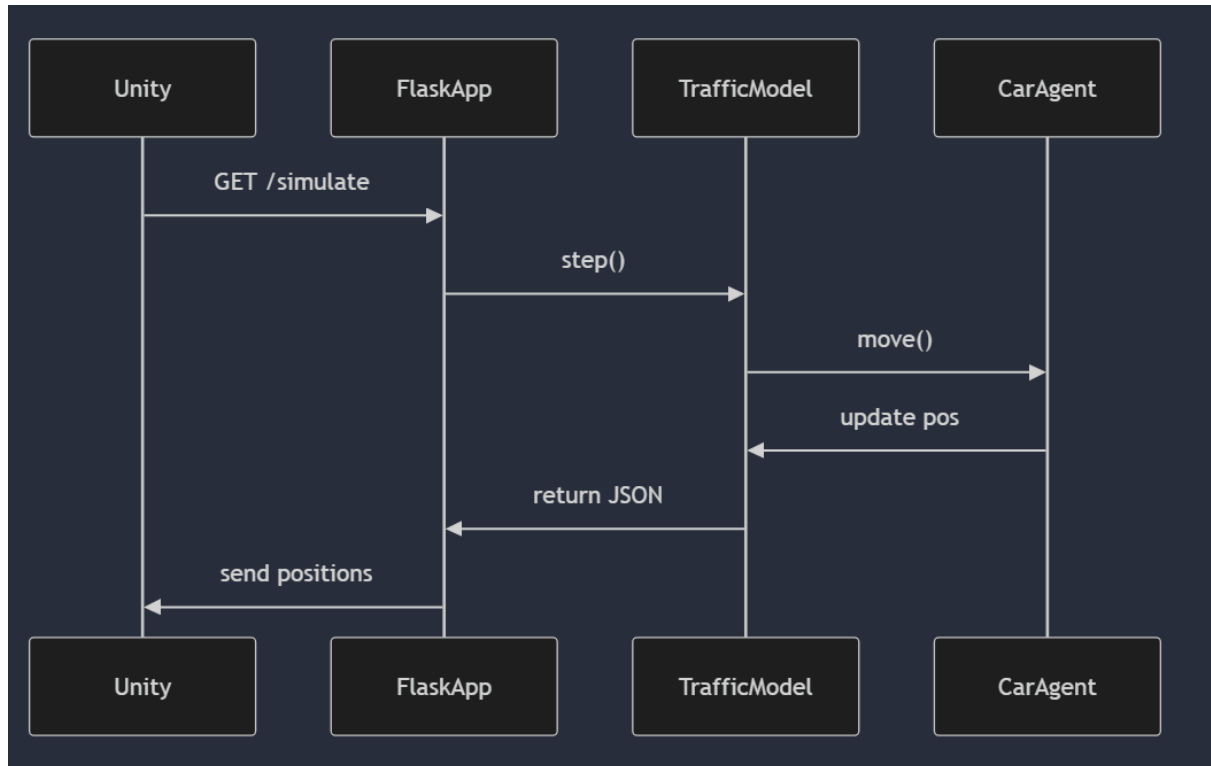 Unity
FlaskApp
TrafficModel
CarAgent
GET /simulate
step()
move()
update pos
return JSON
send positions
Unity
FlaskApp
TrafficModel
CarAgent